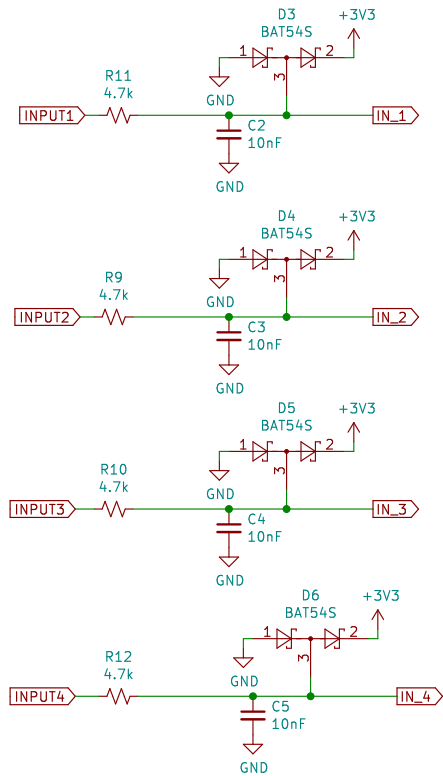 D3
BAT54S
+3V3
1
2
3
GND
R11
4.7k
INPUT1
IN_1
C2
10nF
GND
D4
BAT54S
+3V3
1
2
3
GND
R9
4.7k
INPUT2
IN_2
C3
10nF
GND
D5
BAT54S
+3V3
1
2
3
GND
R10
4.7k
INPUT3
IN_3
C4
10nF
GND
D6
BAT54S
+3V3
1
2
3
GND
R12
4.7k
INPUT4
IN_4
C5
10nF
GND